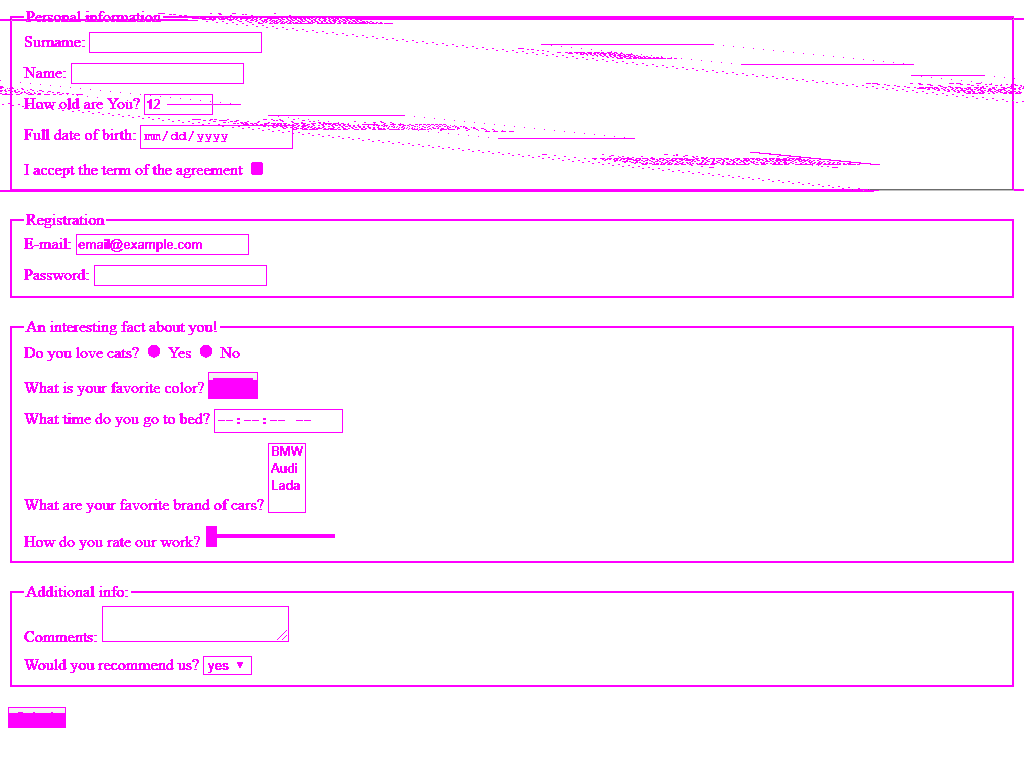 Personal information
Surname:
Name:
How old are You? 12
Full date of birth: mm/dd/yyyy
I accept the term of the agreement
Registration
E-mail: email@example.com
Password:
An interesting fact about you!
Do you love cats? Yes No
What is your favorite color?
What time do you go to bed? --:--:-- --
BMW
Audi
Lada
What are your favorite brand of cars?
How do you rate our work?
Additional info:
Comments:
Would you recommend us? yes